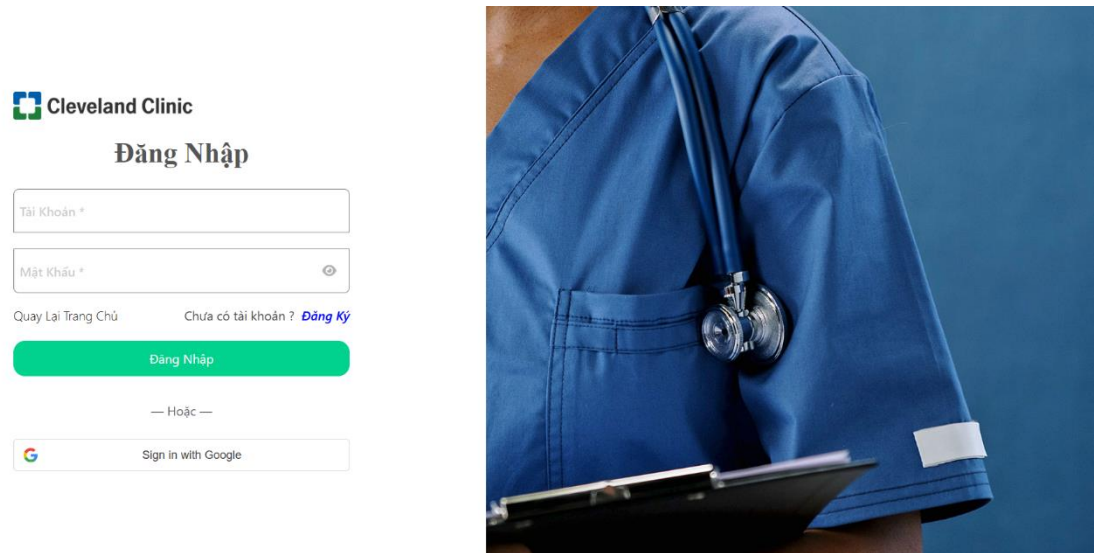 Cleveland Clinic
Đăng Nhập
Tài Khoản *
Mật Khẩu *
Quay Lại Trang Chủ
Chưa có tài khoản ? Đăng Ký
Đăng Nhập
— Hoặc —
Sign in with Google